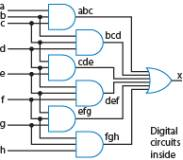 a
b
c
d
e
f
g
h
abc
bcd
cde
def
efg
fgh
x
Digital
circuits
inside